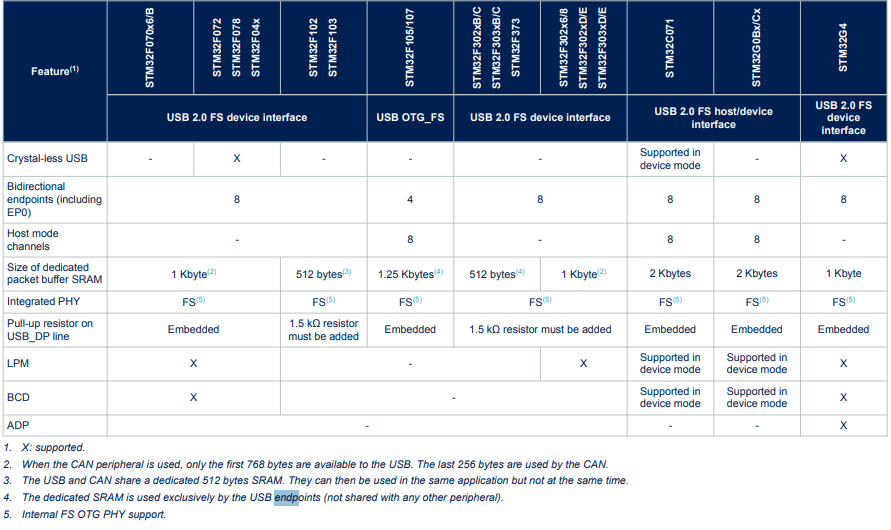 Feature(1)
STM32F070x6/B
STM32F072
STM32F078
STM32F04x
STM32F102
STM32F103
STM32F105/107
STM32F302xB/C
STM32F303xB/C
STM32F373
STM32F302x6/8
STM32F302xD/E
STM32F303xD/E
STM32C071
STM32G0Bx/Cx
STM32G4
USB 2.0 FS device interface
USB OTG_FS
USB 2.0 FS device interface
USB 2.0 FS host/device
interface
USB 2.0 FS
device
interface
Crystal-less USB
-
X
-
-
-
Supported in
device mode
-
X
Bidirectional
endpoints (including
EP0)
8
4
8
8
8
8
Host mode
channels
-
8
-
8
8
-
Size of dedicated
packet buffer SRAM
1 Kbyte(2)
512 bytes(3)
1.25 Kbytes(4)
512 bytes(4)
1 Kbyte(2)
2 Kbytes
2 Kbytes
1 Kbyte
Integrated PHY
FS(5)
FS(5)
FS(5)
FS(5)
FS(5)
FS(5)
FS(5)
Pull-up resistor on
USB_DP line
Embedded
1.5 kΩ resistor
must be added
Embedded
1.5 kΩ resistor must be added
Embedded
Embedded
Embedded
LPM
X
-
X
Supported in
device mode
Supported in
device mode
X
BCD
X
-
Supported in
device mode
Supported in
device mode
X
ADP
-
-
-
X
1. X: supported.
2. When the CAN peripheral is used, only the first 768 bytes are available to the USB. The last 256 bytes are used by the CAN.
3. The USB and CAN share a dedicated 512 bytes SRAM. They can then be used in the same application but not at the same time.
4. The dedicated SRAM is used exclusively by the USB endpoints (not shared with any other peripheral).
5. Internal FS OTG PHY support.